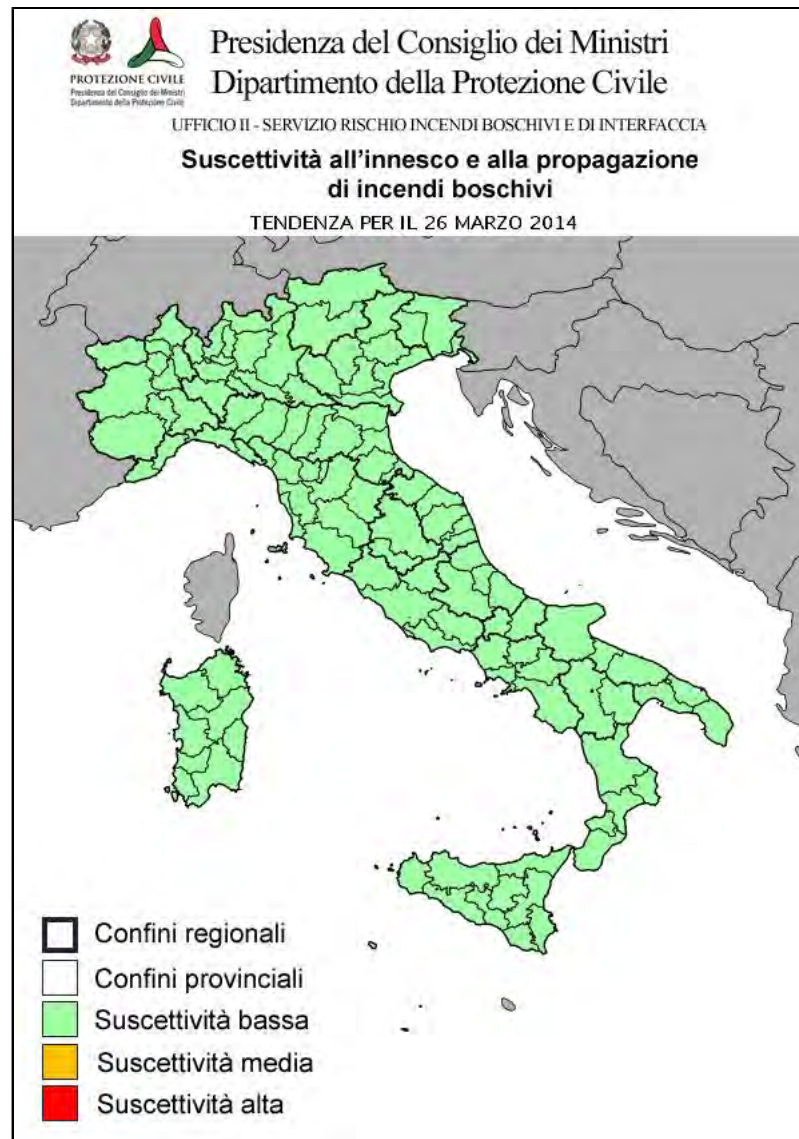 PROTEZIONE CIVILE
Presidenza del Consiglio dei Ministri
Dipartimento della Protezione Civile
Presidenza del Consiglio dei Ministri
Dipartimento della Protezione Civile
UFFICIO II - SERVIZIO RISCHIO INCENDI BOSCHIVI E DI INTERFACCIA
Suscettività all'innesco e alla propagazione
di incendi boschivi
TENDENZA PER IL 26 MARZO 2014
Confini regionali
Confini provinciali
Suscettività bassa
Suscettività media
Suscettività alta